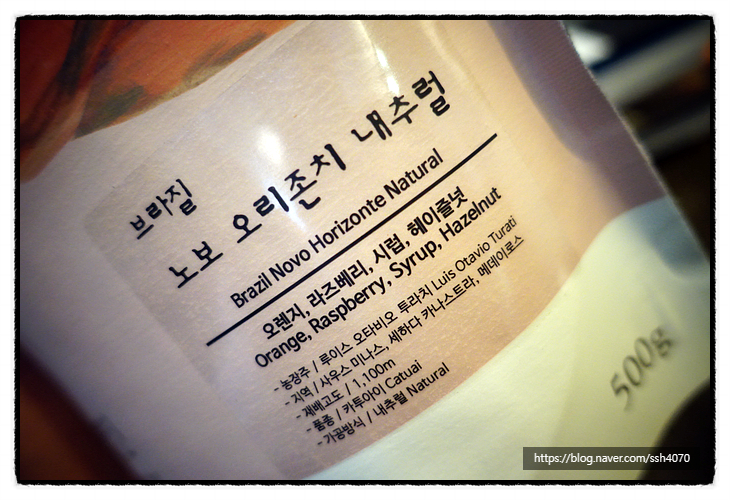 브라질
노보 오리존치 내추럴
Brazil Novo Horizonte Natural
오렌지, 라즈베리, 시럽, 헤이즐넛
Orange, Raspberry, Syrup, Hazelnut
- 농장주 / 루이스 오타비오 투라치 Luis Otavio Turati
- 지역 / 사우스 미나스, 세하다 카나스트라, 메데이로스
- 재배고도 / 1,100m
- 품종 / 카투아이 Catuai
- 가공방식 / 내추럴 Natural
500g
https://blog.naver.com/ssh4070